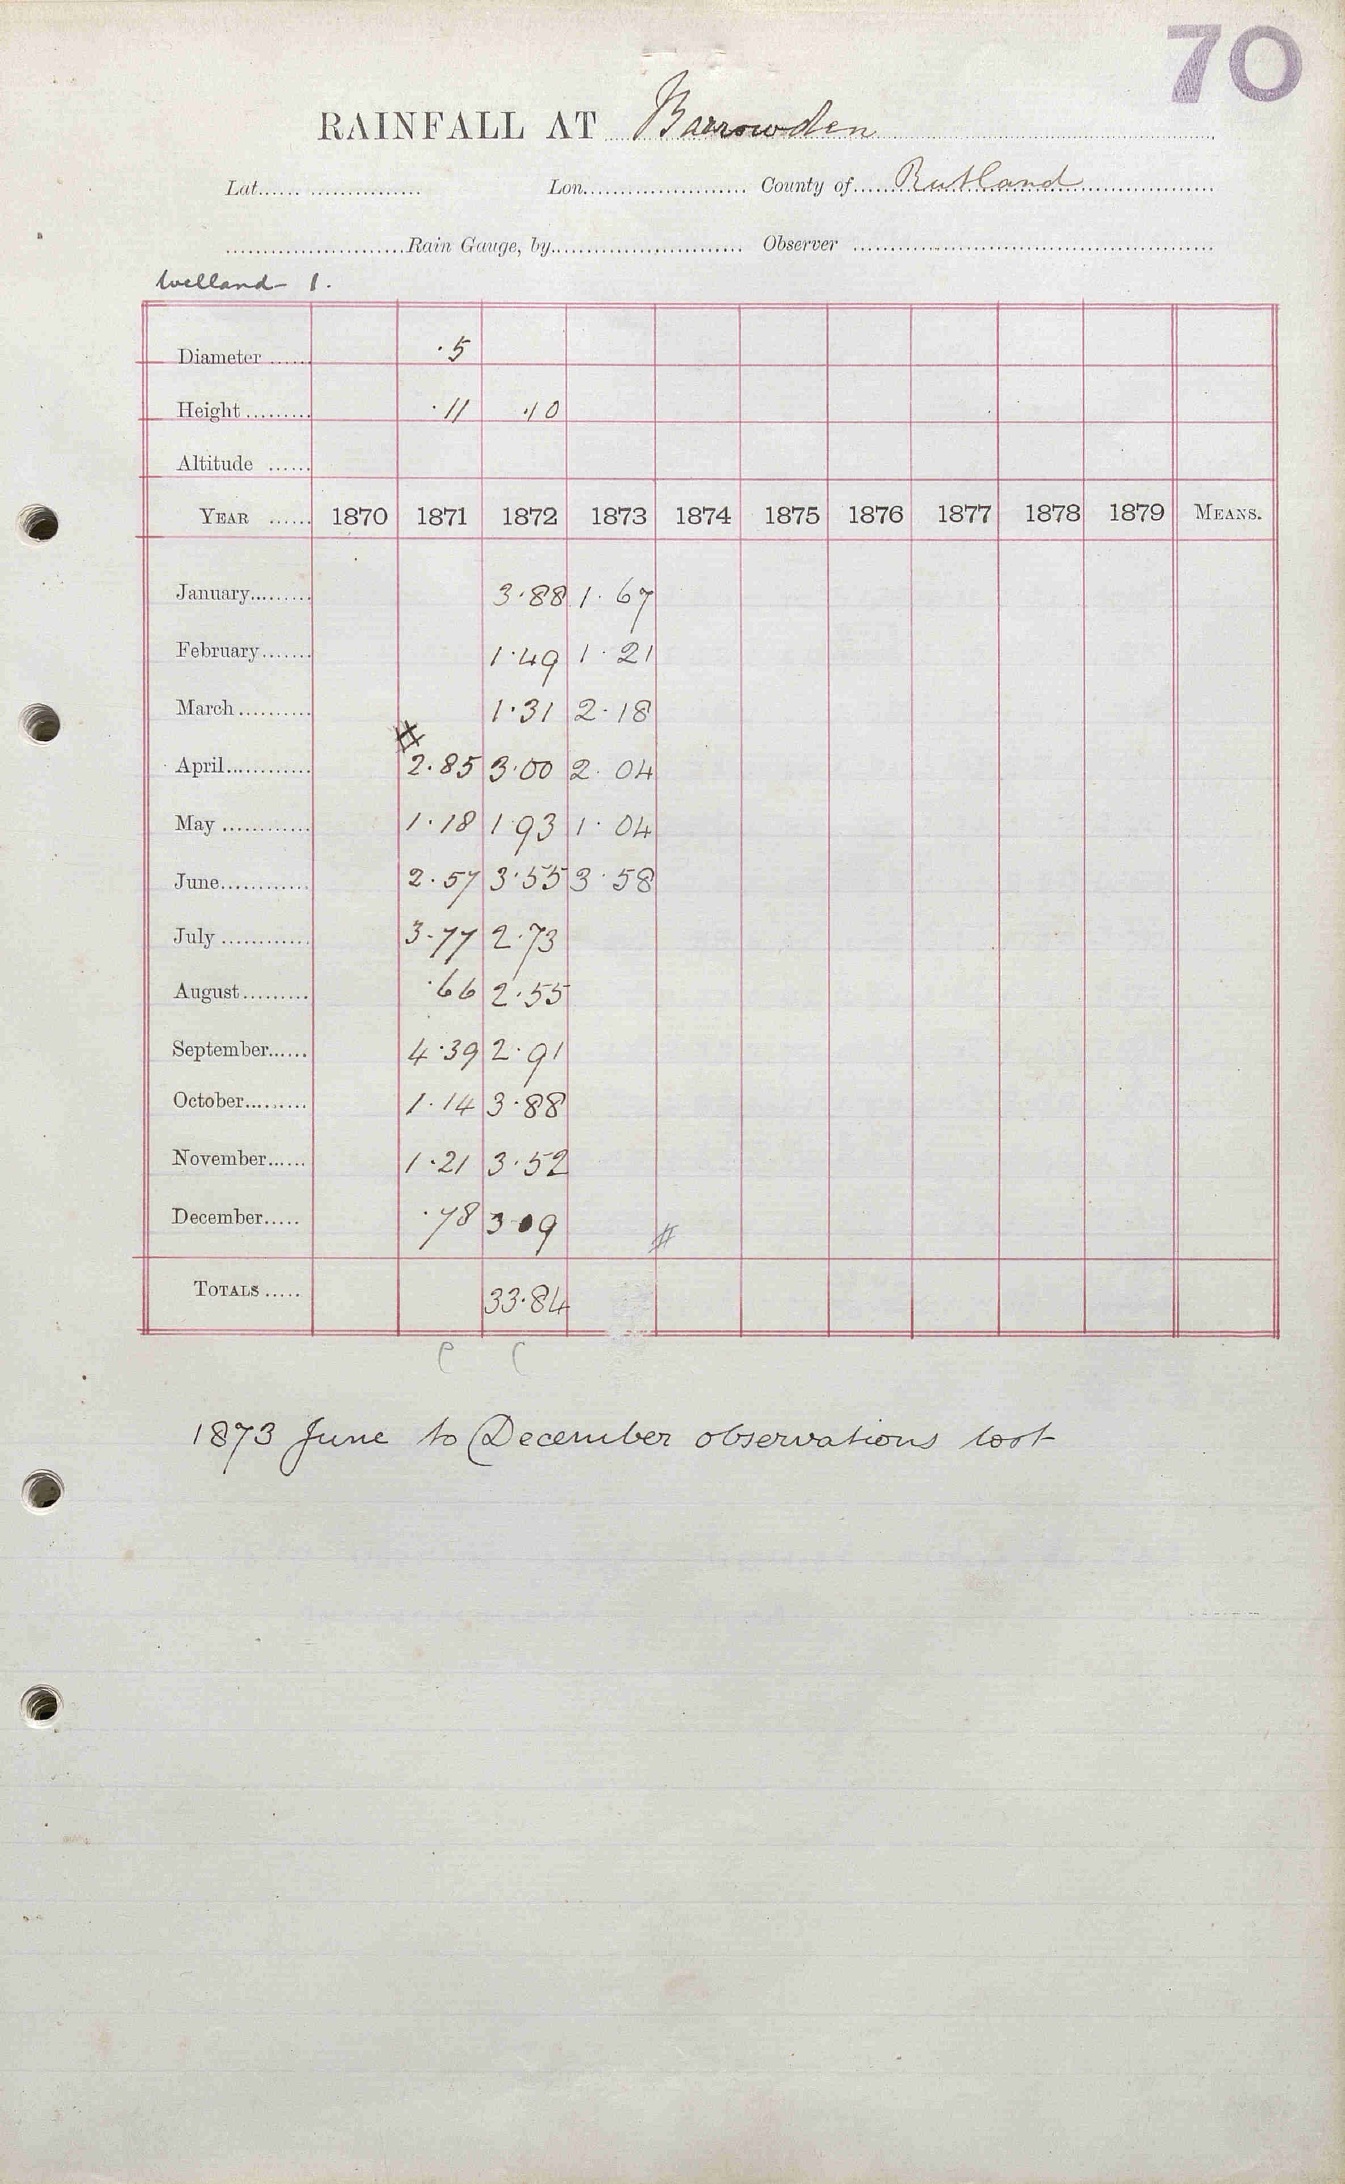 70
RAINFALL AT Barrowden
Lat. Lon. County of Rutland
Rain Gauge, by Observer
Welland 1.
Diameter ·5
Height ·11 ·10
Altitude
YEAR 1870 1871 1872 1873 1874 1875 1876 1877 1878 1879 MEANS.
January 3·88 1·67
February 1·49 1·21
March 1·31 2·18
#
April 2·85 3·00 2·04
May 1·18 1·93 1·04
June 2·57 3·55 3·58
July 3·77 2·73
August ·66 2·55
September 4·39 2·91
October 1·14 3·88
November 1·21 3·52
December ·78 3·09 #
TOTALS 33·84
C C
1873 June to December observations lost